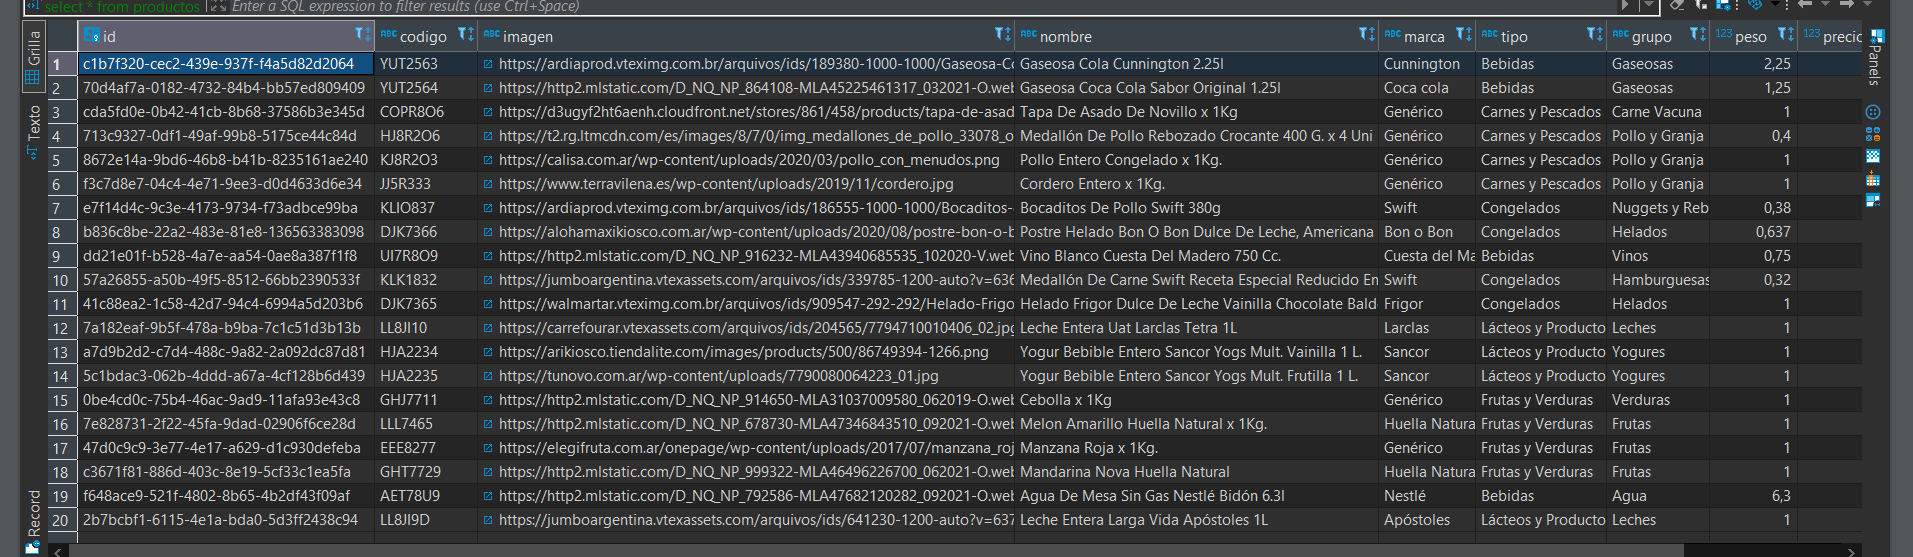 select * from productos Enter a SQL expression to filter results (use Ctrl+Space)
Grilla
Texto
Record
Panels
id codigo imagen nombre marca tipo grupo peso precio
1 c1b7f320-cec2-439e-937f-f4a5d82d2064 YUT2563 https://ardiaprod.vteximg.com.br/arquivos/ids/189380-1000-1000/Gaseosa-Co Gaseosa Cola Cunnington 2.25l Cunnington Bebidas Gaseosas 2,25
2 70d4af7a-0182-4732-84b4-bb57ed809409 YUT2564 https://http2.mlstatic.com/D_NQ_NP_864108-MLA45225461317_032021-O.web Gaseosa Coca Cola Sabor Original 1.25l Coca cola Bebidas Gaseosas 1,25
3 cda5fd0e-0b42-41cb-8b68-37586b3e345d COPR8O6 https://d3ugyf2ht6aenh.cloudfront.net/stores/861/458/products/tapa-de-asad Tapa De Asado De Novillo x 1Kg Genérico Carnes y Pescados Carne Vacuna 1
4 713c9327-0df1-49af-99b8-5175ce44c84d HJ8R2O6 https://t2.rg.ltmcdn.com/es/images/8/7/0/img_medallones_de_pollo_33078_o Medallón De Pollo Rebozado Crocante 400 G. x 4 Uni Genérico Carnes y Pescados Pollo y Granja 0,4
5 8672e14a-9bd6-46b8-b41b-8235161ae240 KJ8R2O3 https://calisa.com.ar/wp-content/uploads/2020/03/pollo_con_menudos.png Pollo Entero Congelado x 1Kg. Genérico Carnes y Pescados Pollo y Granja 1
6 f3c7d8e7-04c4-4e71-9ee3-d0d4633d6e34 JJ5R333 https://www.terravilena.es/wp-content/uploads/2019/11/cordero.jpg Cordero Entero x 1Kg. Genérico Carnes y Pescados Pollo y Granja 1
7 e7f14d4c-9c3e-4173-9734-f73adbce99ba KLIO837 https://ardiaprod.vteximg.com.br/arquivos/ids/186555-1000-1000/Bocaditos- Bocaditos De Pollo Swift 380g Swift Congelados Nuggets y Reb 0,38
8 b836c8be-22a2-483e-81e8-136563383098 DJK7366 https://alohamaxikiosco.com.ar/wp-content/uploads/2020/08/postre-bon-o-b Postre Helado Bon O Bon Dulce De Leche, Americana Bon o Bon Congelados Helados 0,637
9 dd21e01f-b528-4a7e-aa54-0ae8a387f1f8 UI7R8O9 https://http2.mlstatic.com/D_NQ_NP_916232-MLA43940685535_102020-V.web Vino Blanco Cuesta Del Madero 750 Cc. Cuesta del Ma Bebidas Vinos 0,75
10 57a26855-a50b-49f5-8512-66bb2390533f KLK1832 https://jumboargentina.vtexassets.com/arquivos/ids/339785-1200-auto?v=636 Medallón De Carne Swift Receta Especial Reducido En Swift Congelados Hamburguesas 0,32
11 41c88ea2-1c58-42d7-94c4-6994a5d203b6 DJK7365 https://walmartar.vteximg.com.br/arquivos/ids/909547-292-292/Helado-Frigo Helado Frigor Dulce De Leche Vainilla Chocolate Bald Frigor Congelados Helados 1
12 7a182eaf-9b5f-478a-b9ba-7c1c51d3b13b LL8JI10 https://carrefourar.vtexassets.com/arquivos/ids/204565/7794710010406_02.jpg Leche Entera Uat Larclas Tetra 1L Larclas Lácteos y Producto Leches 1
13 a7d9b2d2-c7d4-488c-9a82-2a092dc87d81 HJA2234 https://arikiosco.tiendalite.com/images/products/500/86749394-1266.png Yogur Bebible Entero Sancor Yogs Mult. Vainilla 1 L. Sancor Lácteos y Producto Yogures 1
14 5c1bdac3-062b-4ddd-a67a-4cf128b6d439 HJA2235 https://tunovo.com.ar/wp-content/uploads/7790080064223_01.jpg Yogur Bebible Entero Sancor Yogs Mult. Frutilla 1 L. Sancor Lácteos y Producto Yogures 1
15 0be4cd0c-75b4-46ac-9ad9-11afa93e43c8 GHJ7711 https://http2.mlstatic.com/D_NQ_NP_914650-MLA31037009580_062019-O.web Cebolla x 1Kg Genérico Frutas y Verduras Verduras 1
16 7e828731-2f22-45fa-9dad-02906f6ce28d LLL7465 https://http2.mlstatic.com/D_NQ_NP_678730-MLA47346843510_092021-O.web Melon Amarillo Huella Natural x 1Kg. Huella Natura Frutas y Verduras Frutas 1
17 47d0c9c9-3e77-4e17-a629-d1c930defeba EEE8277 https://elegifruta.com.ar/onepage/wp-content/uploads/2017/07/manzana_roj Manzana Roja x 1Kg. Genérico Frutas y Verduras Frutas 1
18 c3671f81-886d-403c-8e19-5cf33c1ea5fa GHT7729 https://http2.mlstatic.com/D_NQ_NP_999322-MLA46496226700_062021-O.web Mandarina Nova Huella Natural Huella Natura Frutas y Verduras Frutas 1
19 f648ace9-521f-4802-8b65-4b2df43f09af AET78U9 https://http2.mlstatic.com/D_NQ_NP_792586-MLA47682120282_092021-O.web Agua De Mesa Sin Gas Nestlé Bidón 6.3l Nestlé Bebidas Agua 6,3
20 2b7bcbf1-6115-4e1a-bda0-5d3ff2438c94 LL8JI9D https://jumboargentina.vtexassets.com/arquivos/ids/641230-1200-auto?v=637 Leche Entera Larga Vida Apóstoles 1L Apóstoles Lácteos y Producto Leches 1